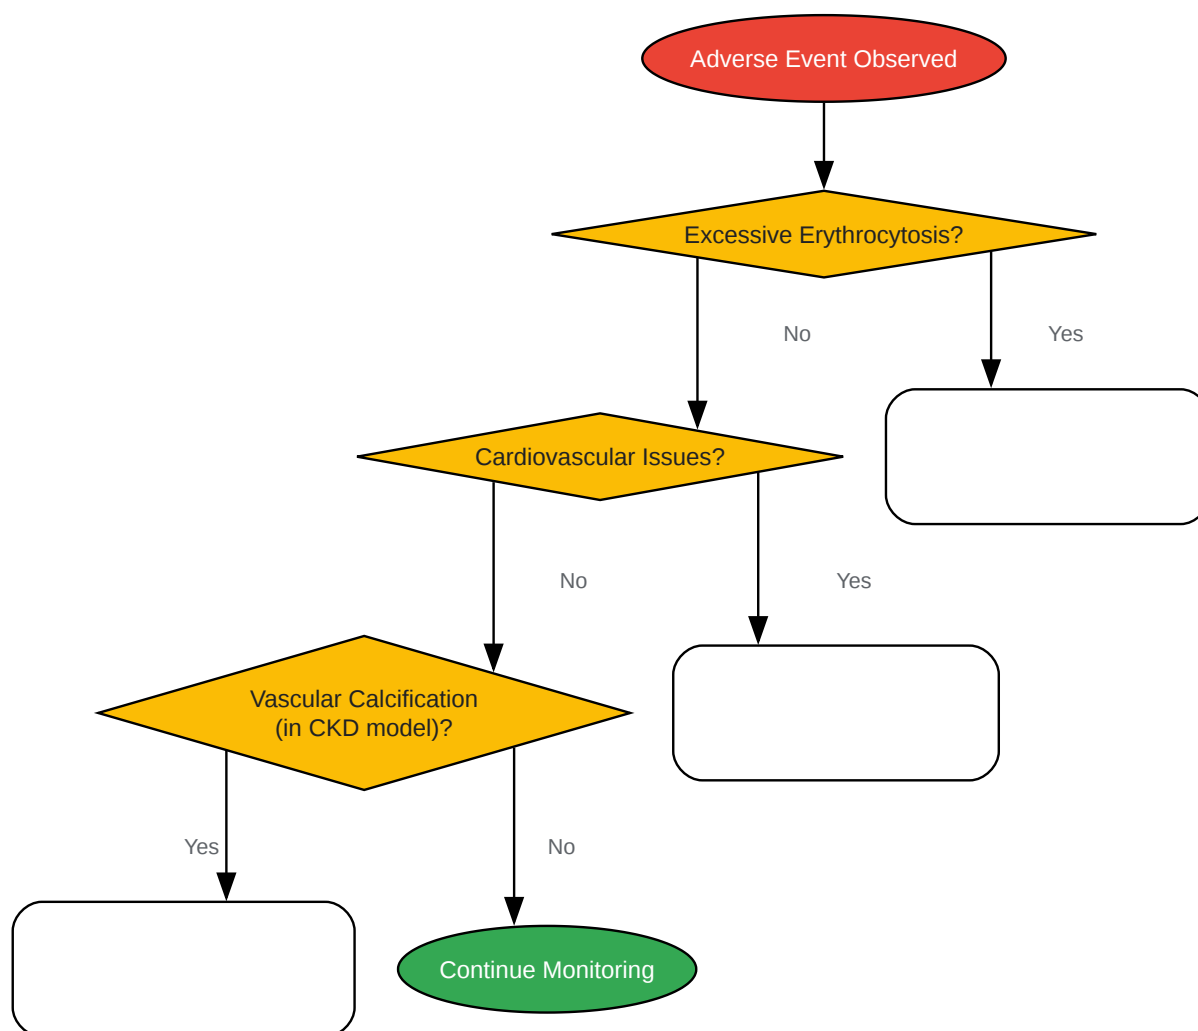 Adverse Event Observed
Excessive Erythrocytosis?
No
Yes
Cardiovascular Issues?
No
Yes
Vascular Calcification
(in CKD model)?
Yes
No
Continue Monitoring